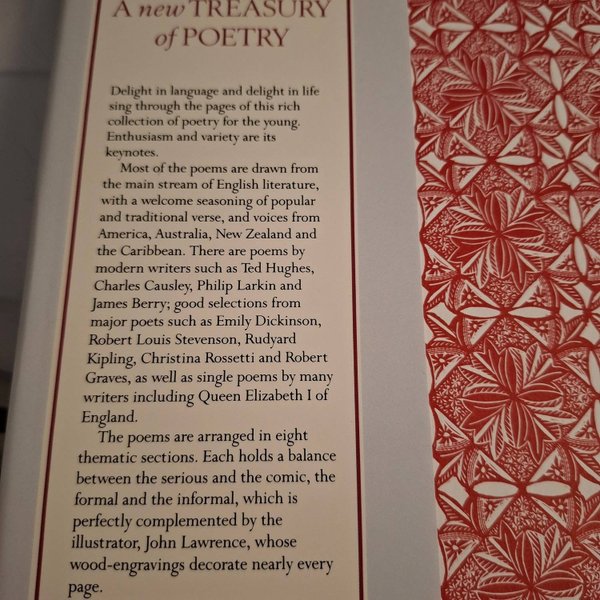 A new TREASURY
of POETRY
Delight in language and delight in life
sing through the pages of this rich
collection of poetry for the young.
Enthusiasm and variety are its
keynotes.
Most of the poems are drawn from
the main stream of English literature,
with a welcome seasoning of popular
and traditional verse, and voices from
America, Australia, New Zealand and
the Caribbean. There are poems by
modern writers such as Ted Hughes,
Charles Causley, Philip Larkin and
James Berry; good selections from
major poets such as Emily Dickinson,
Robert Louis Stevenson, Rudyard
Kipling, Christina Rossetti and Robert
Graves, as well as single poems by many
writers including Queen Elizabeth I of
England.
The poems are arranged in eight
thematic sections. Each holds a balance
between the serious and the comic, the
formal and the informal, which is
perfectly complemented by the
illustrator, John Lawrence, whose
wood-engravings decorate nearly every
page.